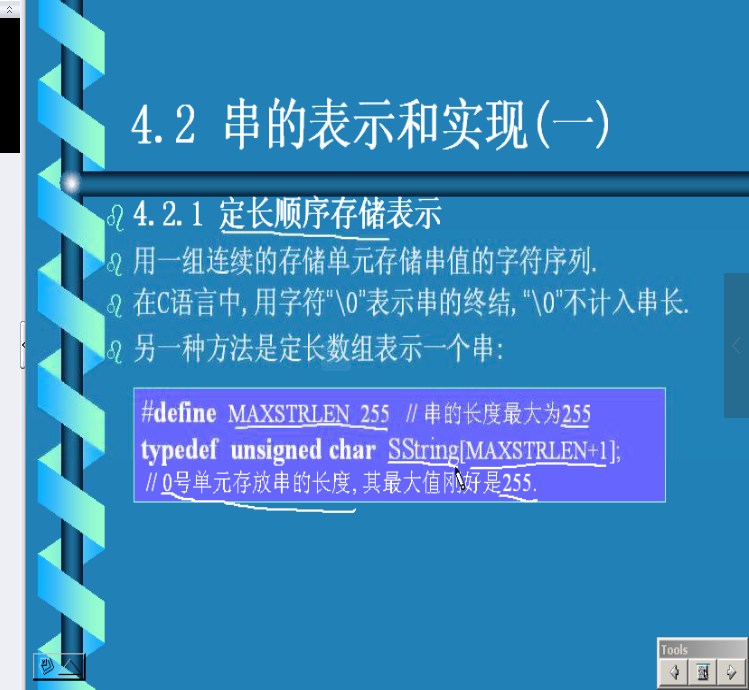 4.2 串的表示和实现(一)
4.2.1 定长顺序存储表示
用一组连续的存储单元存储串值的字符序列.
在C语言中,用字符“\0”表示串的终结,“\0”不计入串长.
另一种方法是定长数组表示一个串:
#define MAXSTRLEN 255 // 串的长度最大为255
typedef unsigned char SString[MAXSTRLEN+1];
// 0号单元存放串的长度,其最大值刚好是255.
Tools